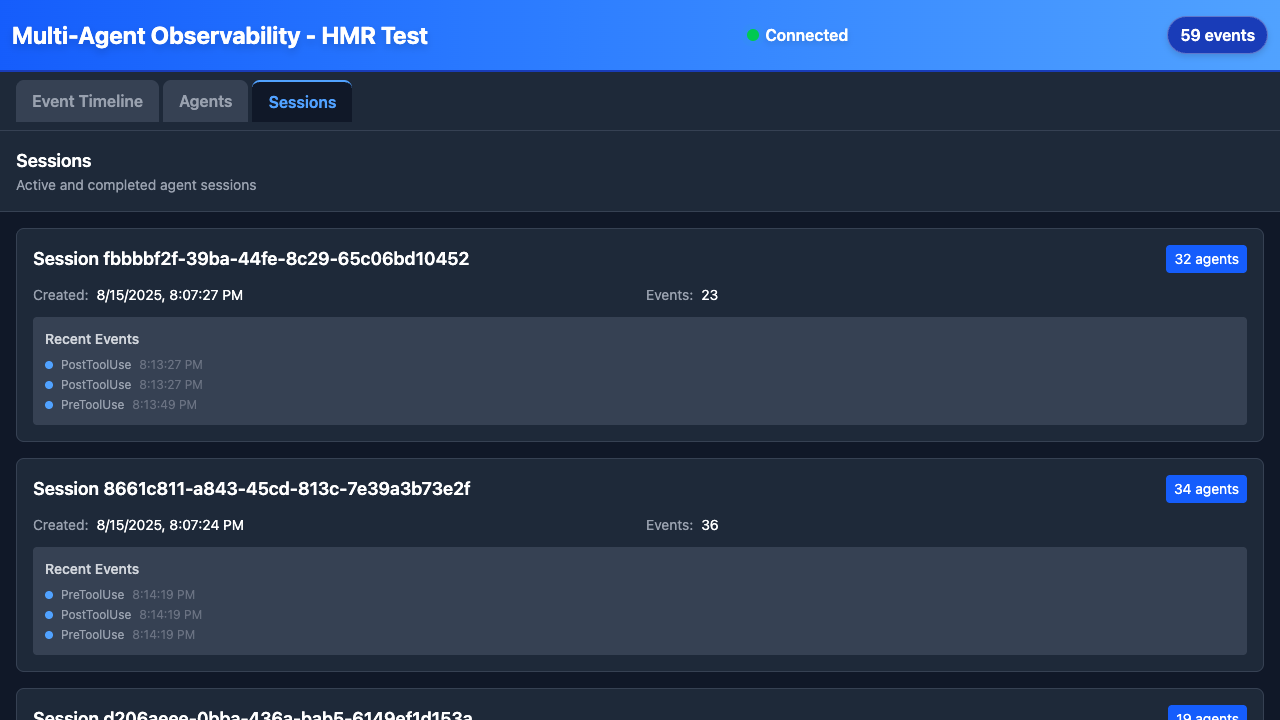 Multi-Agent Observability - HMR Test
Connected
59 events
Event Timeline
Agents
Sessions
Sessions
Active and completed agent sessions
Session fbbbbf2f-39ba-44fe-8c29-65c06bd10452
32 agents
Created: 8/15/2025, 8:07:27 PM
Events: 23
Recent Events
PostToolUse 8:13:27 PM
PostToolUse 8:13:27 PM
PreToolUse 8:13:49 PM
Session 8661c811-a843-45cd-813c-7e39a3b73e2f
34 agents
Created: 8/15/2025, 8:07:24 PM
Events: 36
Recent Events
PreToolUse 8:14:19 PM
PostToolUse 8:14:19 PM
PreToolUse 8:14:19 PM
Session d206aeee-0bba-436a-bab5-6149ef1d153a
19 agents